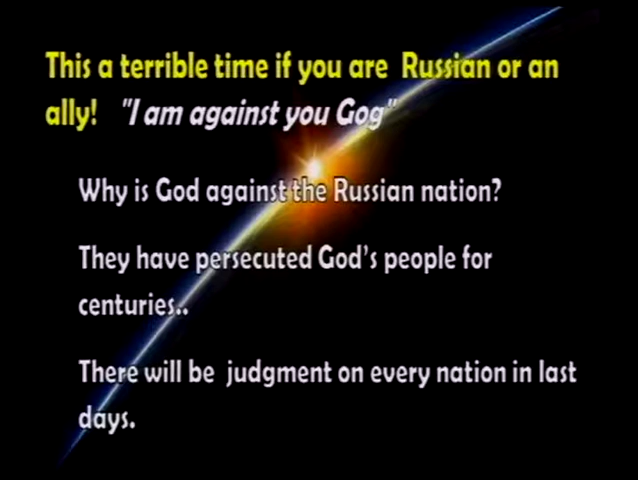 This a terrible time if you are Russian or an
ally! "I am against you Gog"
Why is God against the Russian nation?
They have persecuted God's people for
centuries..
There will be judgment on every nation in last
days.